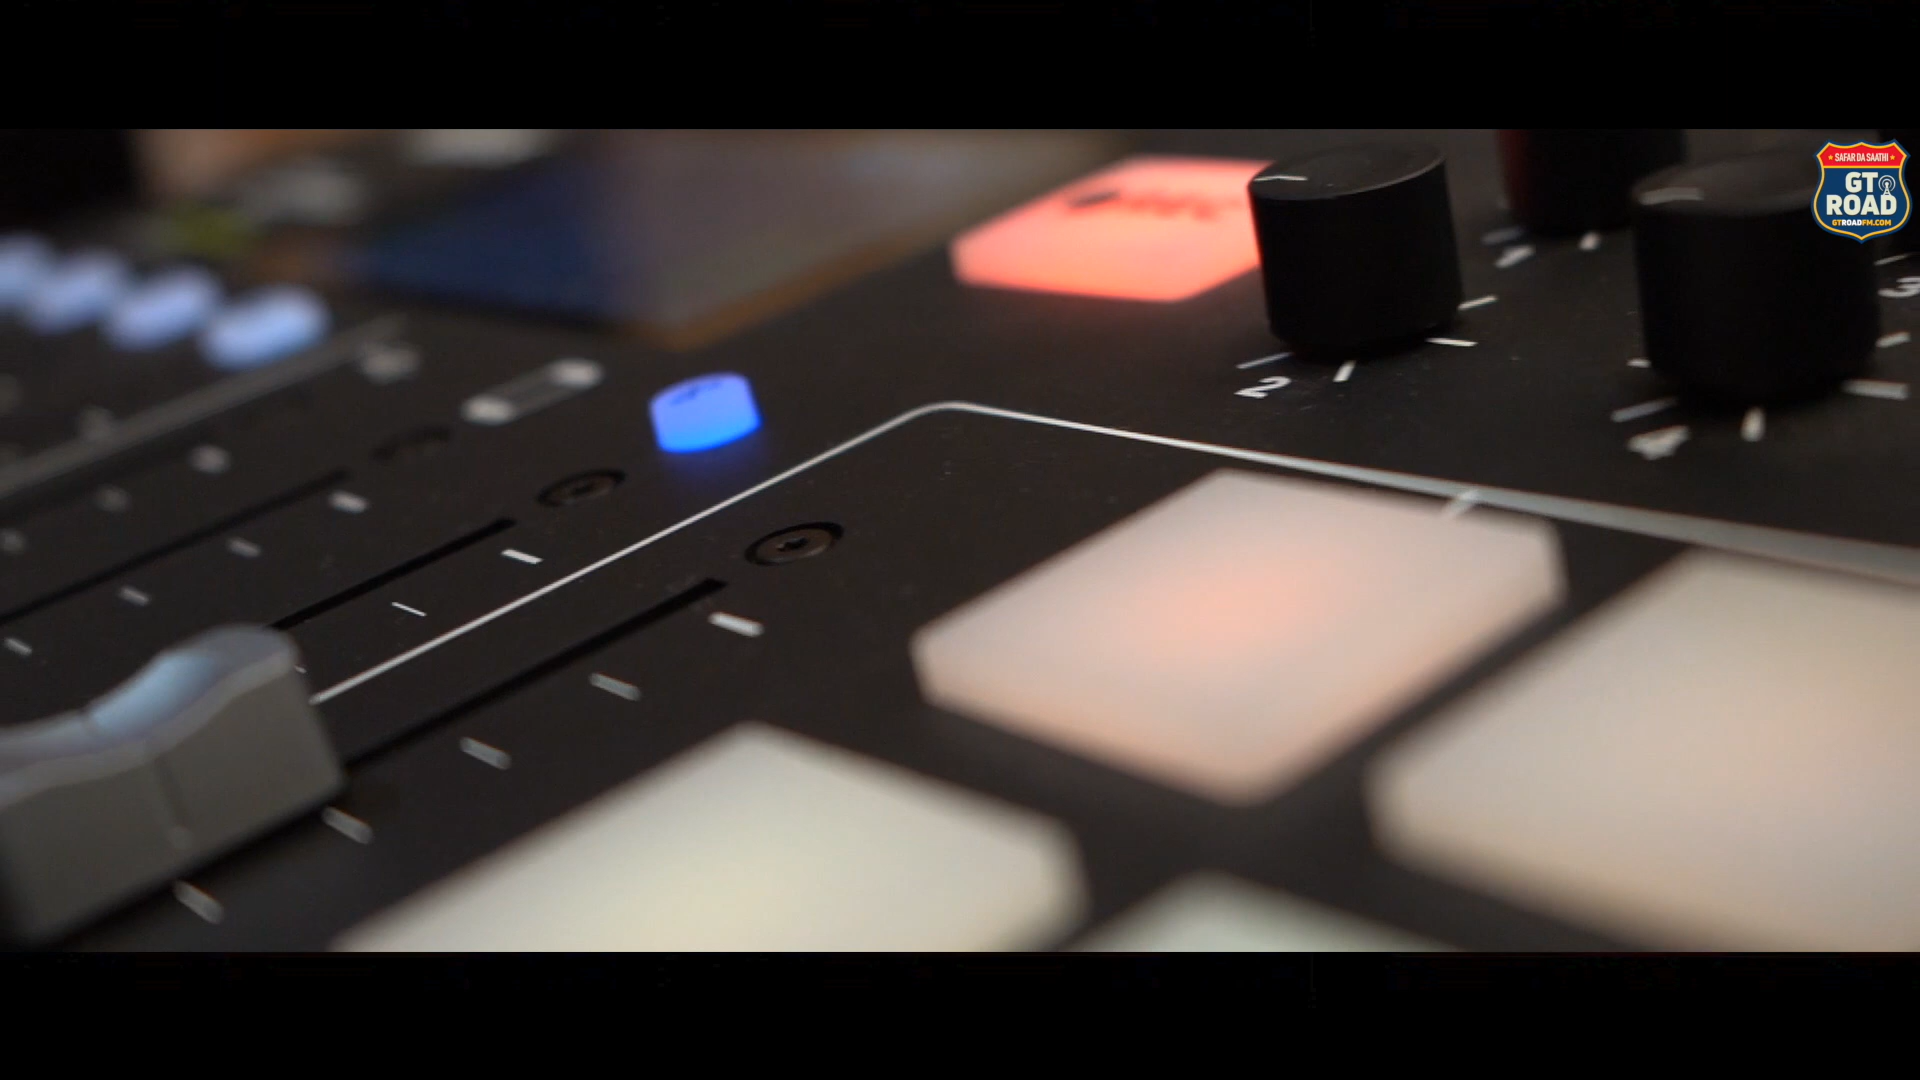 ★ SAFAR DA SAATHI ★
GT
ROAD
GTROADFM.COM
2
3
4